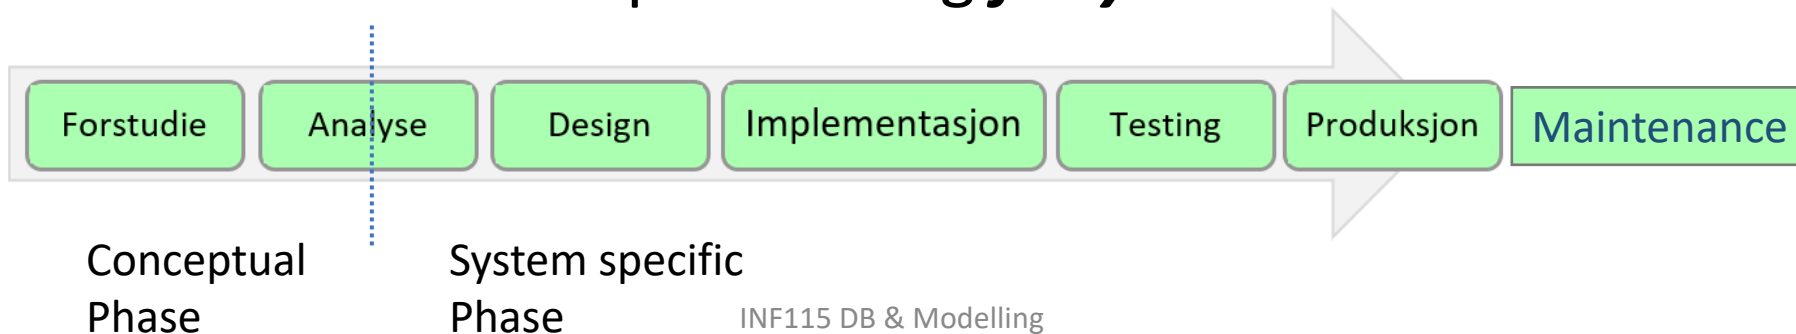 Forstudie
Analyse
Design
Implementasjon
Testing
Produksjon
Maintenance
Conceptual
Phase
System specific
Phase
INF115 DB & Modelling